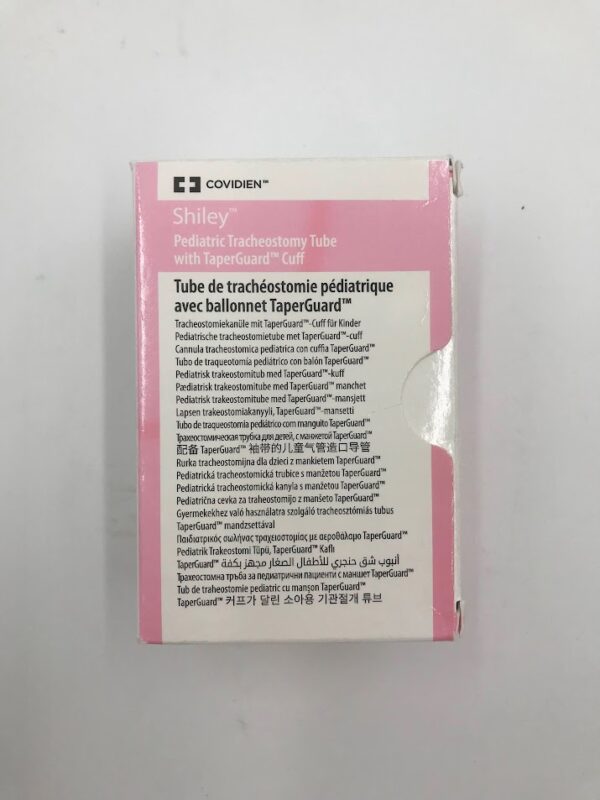 COVIDIEN™
Shiley™
Pediatric Tracheostomy Tube
with TaperGuard™ Cuff
Tube de trachéostomie pédiatrique
avec ballonnet TaperGuard™
Tracheostomiekanüle mit TaperGuard™-Cuff für Kinder
Pediatrische tracheostomietube met TaperGuard™-cuff
Cannula tracheostomica pediatrica con cuffia TaperGuard™
Tubo de traqueotomía pediátrico con balón TaperGuard™
Pediatrisk trakeostomitub med TaperGuard™-kuff
Pædiatrisk trakeostomitube med TaperGuard™ manchet
Pediatrisk trakeostomitube med TaperGuard™-mansjett
Lapsen trakeostomiakanyyli, TaperGuard™-mansetti
Tubo de traqueostomia pediátrico com manguito TaperGuard™
Трахеостомическая трубка для детей, с манжетой TaperGuard™
配备 TaperGuard™ 袖带的儿童气管造口导管
Rurka tracheostomijna dla dzieci z mankietem TaperGuard™
Pediatrická tracheostomická trubice s manžetou TaperGuard™
Pediatrická tracheostomická kanyla s manžetou TaperGuard™
Pediatrična cevka za traheostomijo z manšeto TaperGuard™
Gyermekekhez való használatra szolgáló tracheosztómiás tubus
TaperGuard™ mandzsettával
Παιδιατρικός σωλήνας τραχειοστομίας με αεροθάλαμο TaperGuard™
Pediatrik Trakeostomi Tüpü, TaperGuard™ Kaflı
أنبوب شق حنجري للأطفال الصغار مجهز بكفة TaperGuard™
Трахеостомна тръба за педиатрични пациенти с маншет TaperGuard™
Tub de traheostomie pediatric cu manșon TaperGuard™
TaperGuard™ 커프가 달린 소아용 기관절개 튜브